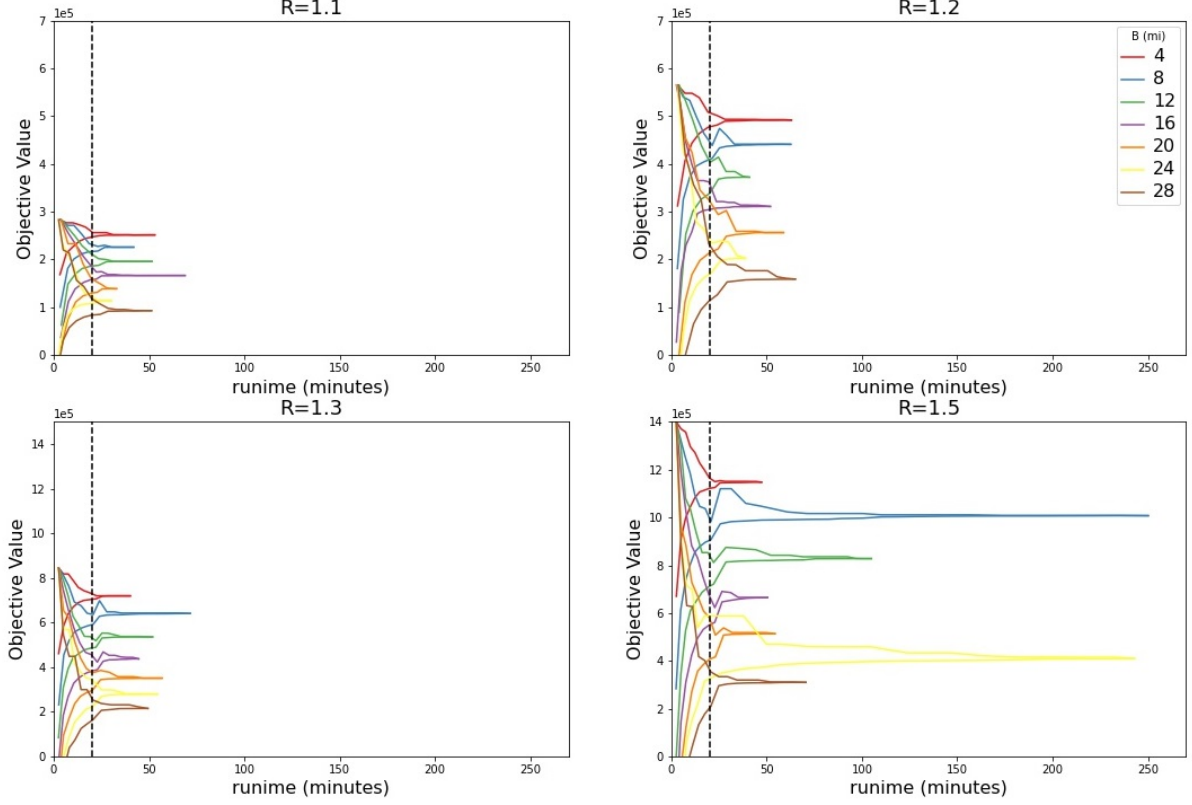 R=1.1
1e5
7
6
5
4
3
2
1
0
Objective Value
0 50 100 150 200 250
runime (minutes)
R=1.2
1e5
7
6
5
4
3
2
1
0
Objective Value
0 50 100 150 200 250
runime (minutes)
B (mi)
4
8
12
16
20
24
28
R=1.3
1e5
14
12
10
8
6
4
2
0
Objective Value
0 50 100 150 200 250
runime (minutes)
R=1.5
1e5
14
12
10
8
6
4
2
0
Objective Value
0 50 100 150 200 250
runime (minutes)